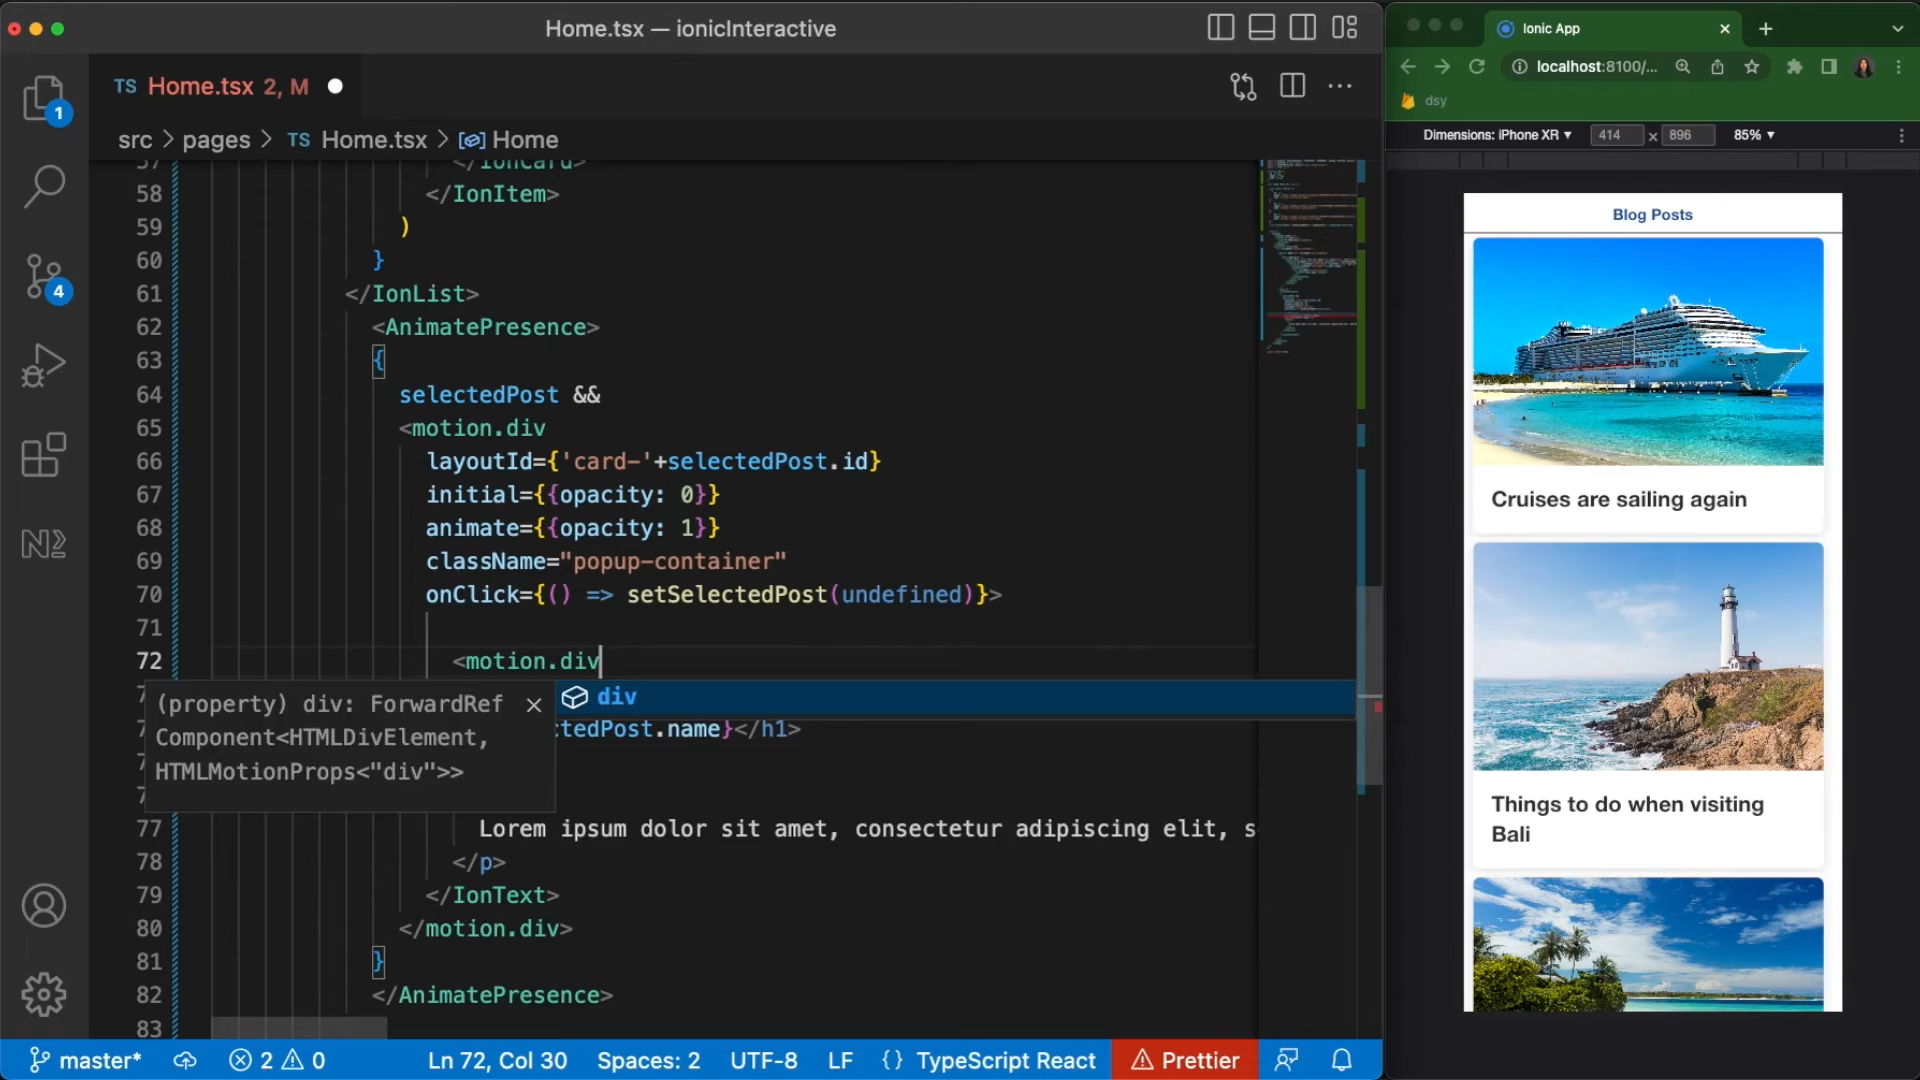 Home.tsx — ionicInteractive
TS Home.tsx 2, M
src > pages > TS Home.tsx > Home
57 </IonCard>
58 </IonItem>
59 )
60 }
61 </IonList>
62 <AnimatePresence>
63 {
64 selectedPost &&
65 <motion.div
66 layoutId={'card-'+selectedPost.id}
67 initial={{opacity: 0}}
68 animate={{opacity: 1}}
69 className="popup-container"
70 onClick={() => setSelectedPost(undefined)}>
71
72 <motion.div
(property) div: ForwardRef
Component<HTMLDivElement,
HTMLMotionProps<"div">>
div
tedPost.name}</h1>
77 Lorem ipsum dolor sit amet, consectetur adipiscing elit, s
78 </p>
79 </IonText>
80 </motion.div>
81 }
82 </AnimatePresence>
83
1
4
master* 2 0 Ln 72, Col 30 Spaces: 2 UTF-8 LF {} TypeScript React Prettier
Ionic App
localhost:8100/...
dsy
Dimensions: iPhone XR ▼ 414 x 896 85% ▼
Blog Posts
Cruises are sailing again
Things to do when visiting
Bali